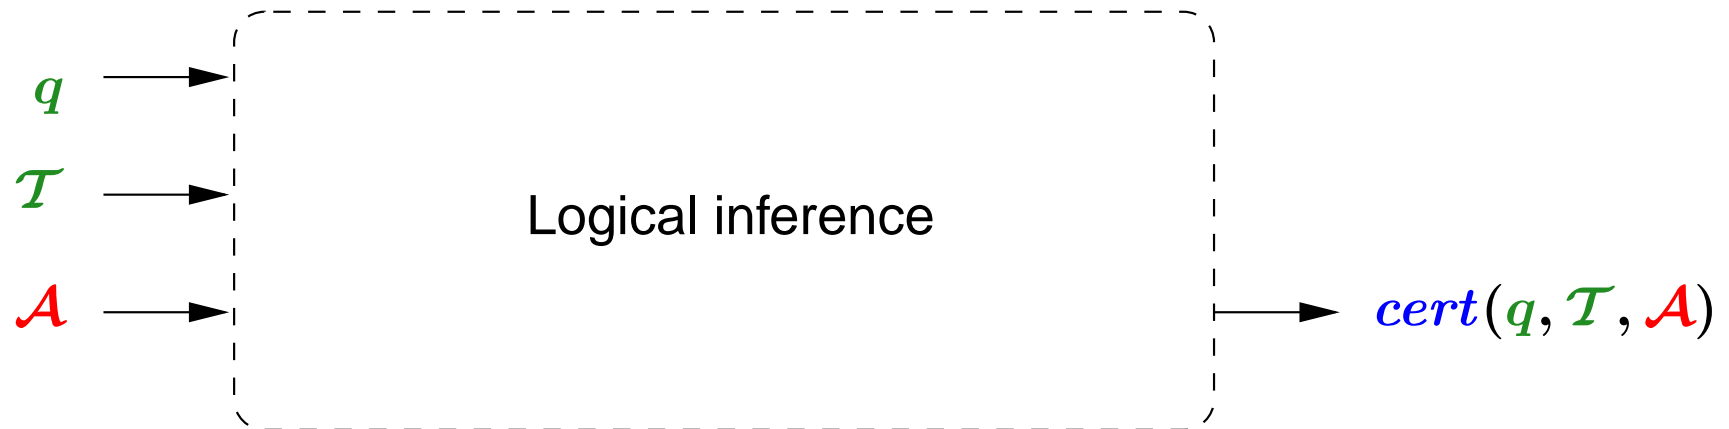 q
𝒯
Logical inference
𝒜
cert(q, 𝒯, 𝒜)